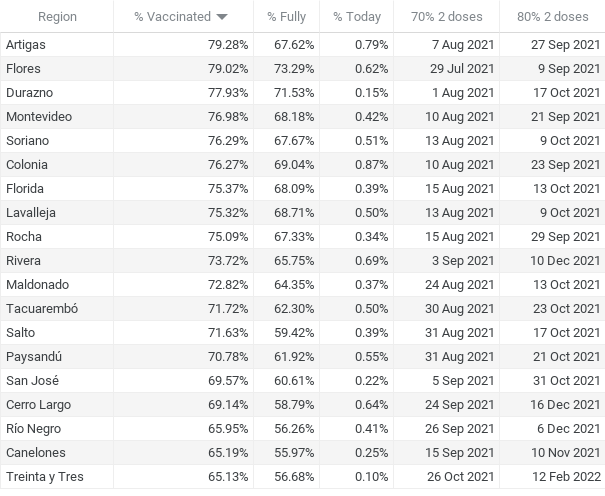 Region % Vaccinated % Fully % Today 70% 2 doses 80% 2 doses
Artigas 79.28% 67.62% 0.79% 7 Aug 2021 27 Sep 2021
Flores 79.02% 73.29% 0.62% 29 Jul 2021 9 Sep 2021
Durazno 77.93% 71.53% 0.15% 1 Aug 2021 17 Oct 2021
Montevideo 76.98% 68.18% 0.42% 10 Aug 2021 21 Sep 2021
Soriano 76.29% 67.67% 0.51% 13 Aug 2021 9 Oct 2021
Colonia 76.27% 69.04% 0.87% 10 Aug 2021 23 Sep 2021
Florida 75.37% 68.09% 0.39% 15 Aug 2021 13 Oct 2021
Lavalleja 75.32% 68.71% 0.50% 13 Aug 2021 9 Oct 2021
Rocha 75.09% 67.33% 0.34% 15 Aug 2021 29 Sep 2021
Rivera 73.72% 65.75% 0.69% 3 Sep 2021 10 Dec 2021
Maldonado 72.82% 64.35% 0.37% 24 Aug 2021 13 Oct 2021
Tacuarembó 71.72% 62.30% 0.50% 30 Aug 2021 23 Oct 2021
Salto 71.63% 59.42% 0.39% 31 Aug 2021 17 Oct 2021
Paysandú 70.78% 61.92% 0.55% 31 Aug 2021 21 Oct 2021
San José 69.57% 60.61% 0.22% 5 Sep 2021 31 Oct 2021
Cerro Largo 69.14% 58.79% 0.64% 24 Sep 2021 16 Dec 2021
Río Negro 65.95% 56.26% 0.41% 26 Sep 2021 6 Dec 2021
Canelones 65.19% 55.97% 0.25% 15 Sep 2021 10 Nov 2021
Treinta y Tres 65.13% 56.68% 0.10% 26 Oct 2021 12 Feb 2022